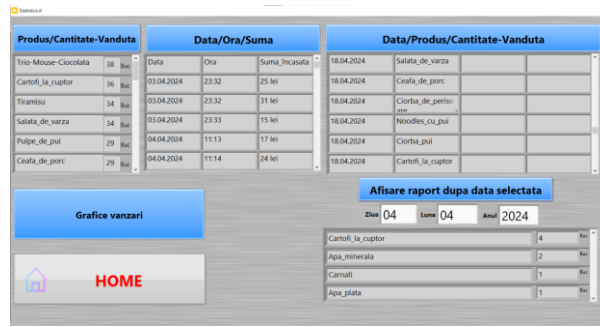 Statistica.vi
Produs/Cantitate-Vanduta
Trio-Mouse-Ciocolata 38 Buc
Cartofi_la_cuptor 36 Buc
Tiramisu 34 Buc
Salata_de_varza 34 Buc
Pulpe_de_pui 29 Buc
Ceafa_de_porc 29 Buc
Data/Ora/Suma
Data Ora Suma_Incasata
03.04.2024 23:32 25 lei
03.04.2024 23:32 31 lei
03.04.2024 23:33 15 lei
04.04.2024 11:13 17 lei
04.04.2024 11:14 24 lei
Data/Produs/Cantitate-Vanduta
18.04.2024 Salata_de_varza
18.04.2024 Ceafa_de_porc
18.04.2024 Ciorba_de_periso
are
18.04.2024 Noodles_cu_pui
18.04.2024 Ciorba_pui
18.04.2024 Cartofi_la_cuptor
Grafice vanzari
HOME
Afisare raport dupa data selectata
Ziua 04 Luna 04 Anul 2024
Cartofi_la_cuptor 4 Buc
Apa_minerala 2 Buc
Carnati 1 Buc
Apa_plata 1 Buc